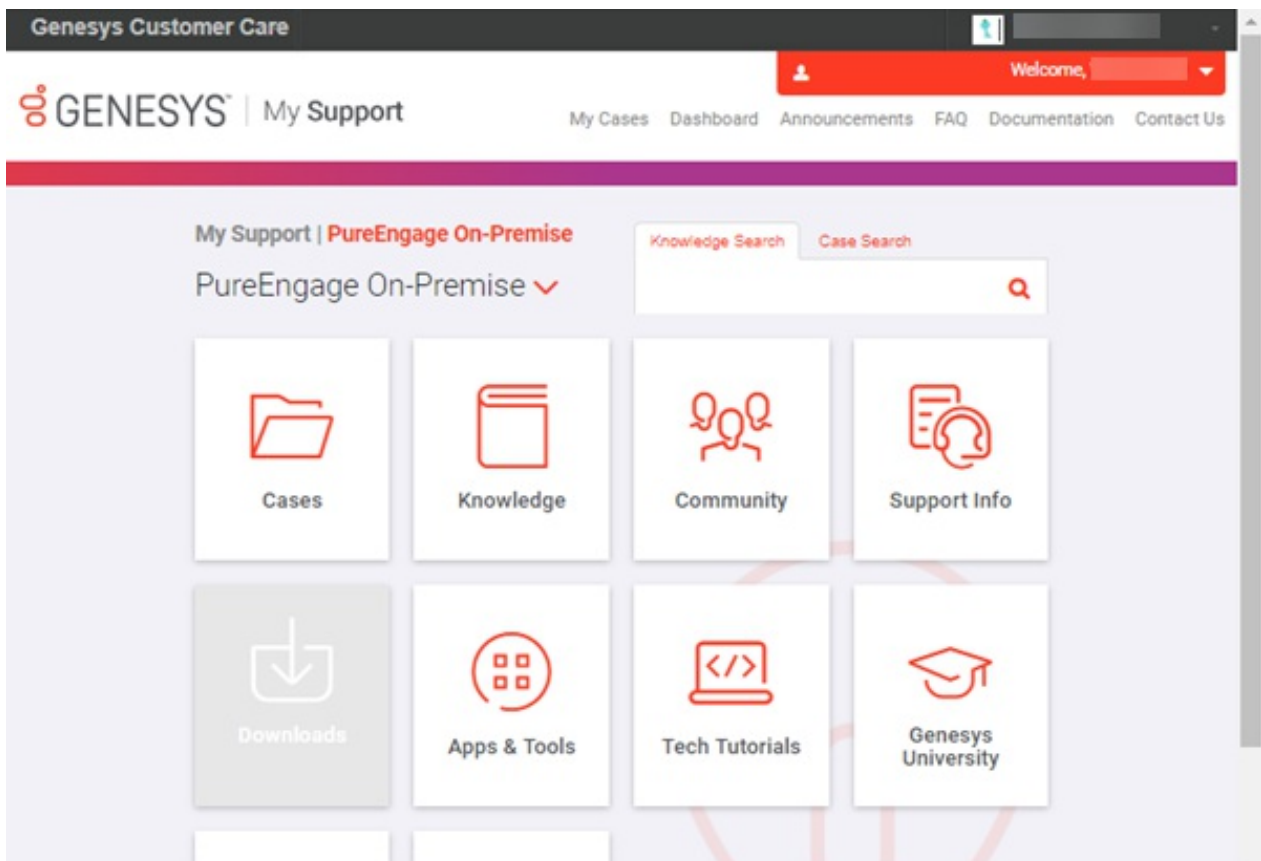 Genesys Customer Care
Welcome,
GENESYS™ | My Support
My Cases Dashboard Announcements FAQ Documentation Contact Us
My Support | PureEngage On-Premise
Knowledge Search Case Search
PureEngage On-Premise
Cases
Knowledge
Community
Support Info
Downloads
Apps & Tools
Tech Tutorials
Genesys
University